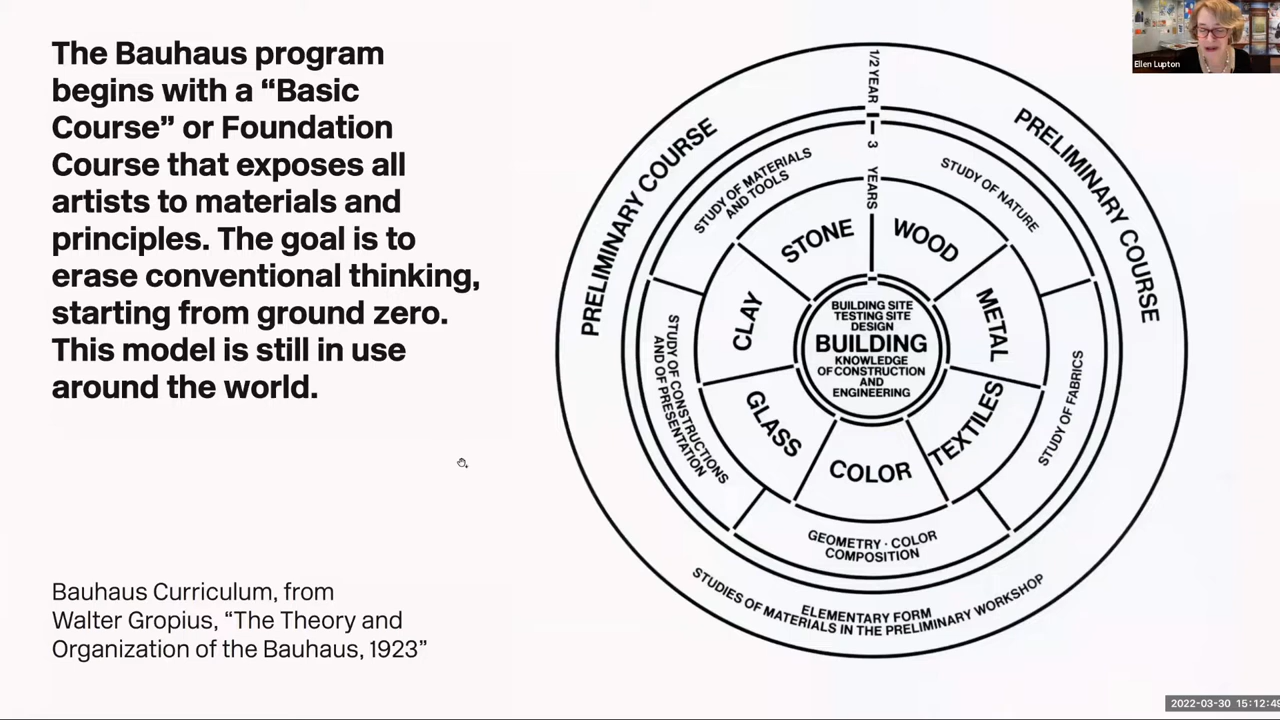 The Bauhaus program
begins with a “Basic
Course” or Foundation
Course that exposes all
artists to materials and
principles. The goal is to
erase conventional thinking,
starting from ground zero.
This model is still in use
around the world.
Bauhaus Curriculum, from
Walter Gropius, “The Theory and
Organization of the Bauhaus, 1923”
PRELIMINARY COURSE
1/2 YEAR
PRELIMINARY COURSE
3 YEARS
STUDY OF MATERIALS
AND TOOLS
STUDY OF NATURE
STONE
WOOD
CLAY
METAL
BUILDING SITE
TESTING SITE
DESIGN
BUILDING
KNOWLEDGE
OF CONSTRUCTION
AND
ENGINEERING
STUDY OF CONSTRUCTIONS
AND OF PRESENTATION
STUDY OF FABRICS
GLASS
TEXTILES
COLOR
GEOMETRY · COLOR
COMPOSITION
ELEMENTARY FORM
STUDIES OF MATERIALS IN THE PRELIMINARY WORKSHOP
Ellen Lupton
2022-03-30 15:12:49